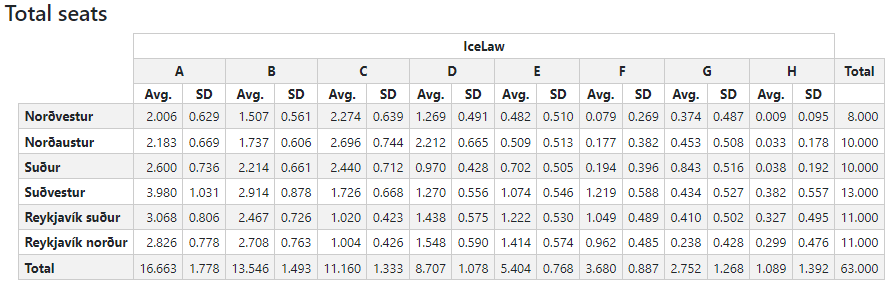 Total seats
IceLaw
A B C D E F G H Total
Avg. SD Avg. SD Avg. SD Avg. SD Avg. SD Avg. SD Avg. SD Avg. SD
Norðvestur 2.006 0.629 1.507 0.561 2.274 0.639 1.269 0.491 0.482 0.510 0.079 0.269 0.374 0.487 0.009 0.095 8.000
Norðaustur 2.183 0.669 1.737 0.606 2.696 0.744 2.212 0.665 0.509 0.513 0.177 0.382 0.453 0.508 0.033 0.178 10.000
Suður 2.600 0.736 2.214 0.661 2.440 0.712 0.970 0.428 0.702 0.505 0.194 0.396 0.843 0.516 0.038 0.192 10.000
Suðvestur 3.980 1.031 2.914 0.878 1.726 0.668 1.270 0.556 1.074 0.546 1.219 0.588 0.434 0.527 0.382 0.557 13.000
Reykjavík suður 3.068 0.806 2.467 0.726 1.020 0.423 1.438 0.575 1.222 0.530 1.049 0.489 0.410 0.502 0.327 0.495 11.000
Reykjavík norður 2.826 0.778 2.708 0.763 1.004 0.426 1.548 0.590 1.414 0.574 0.962 0.485 0.238 0.428 0.299 0.476 11.000
Total 16.663 1.778 13.546 1.493 11.160 1.333 8.707 1.078 5.404 0.768 3.680 0.887 2.752 1.268 1.089 1.392 63.000